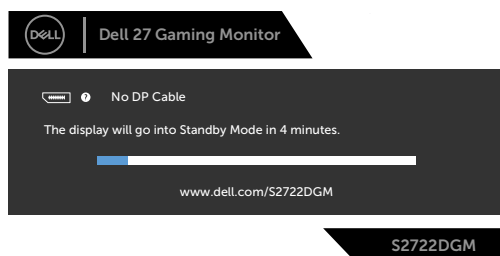 DELL
Dell 27 Gaming Monitor
? No DP Cable
The display will go into Standby Mode in 4 minutes.
www.dell.com/S2722DGM
S2722DGM